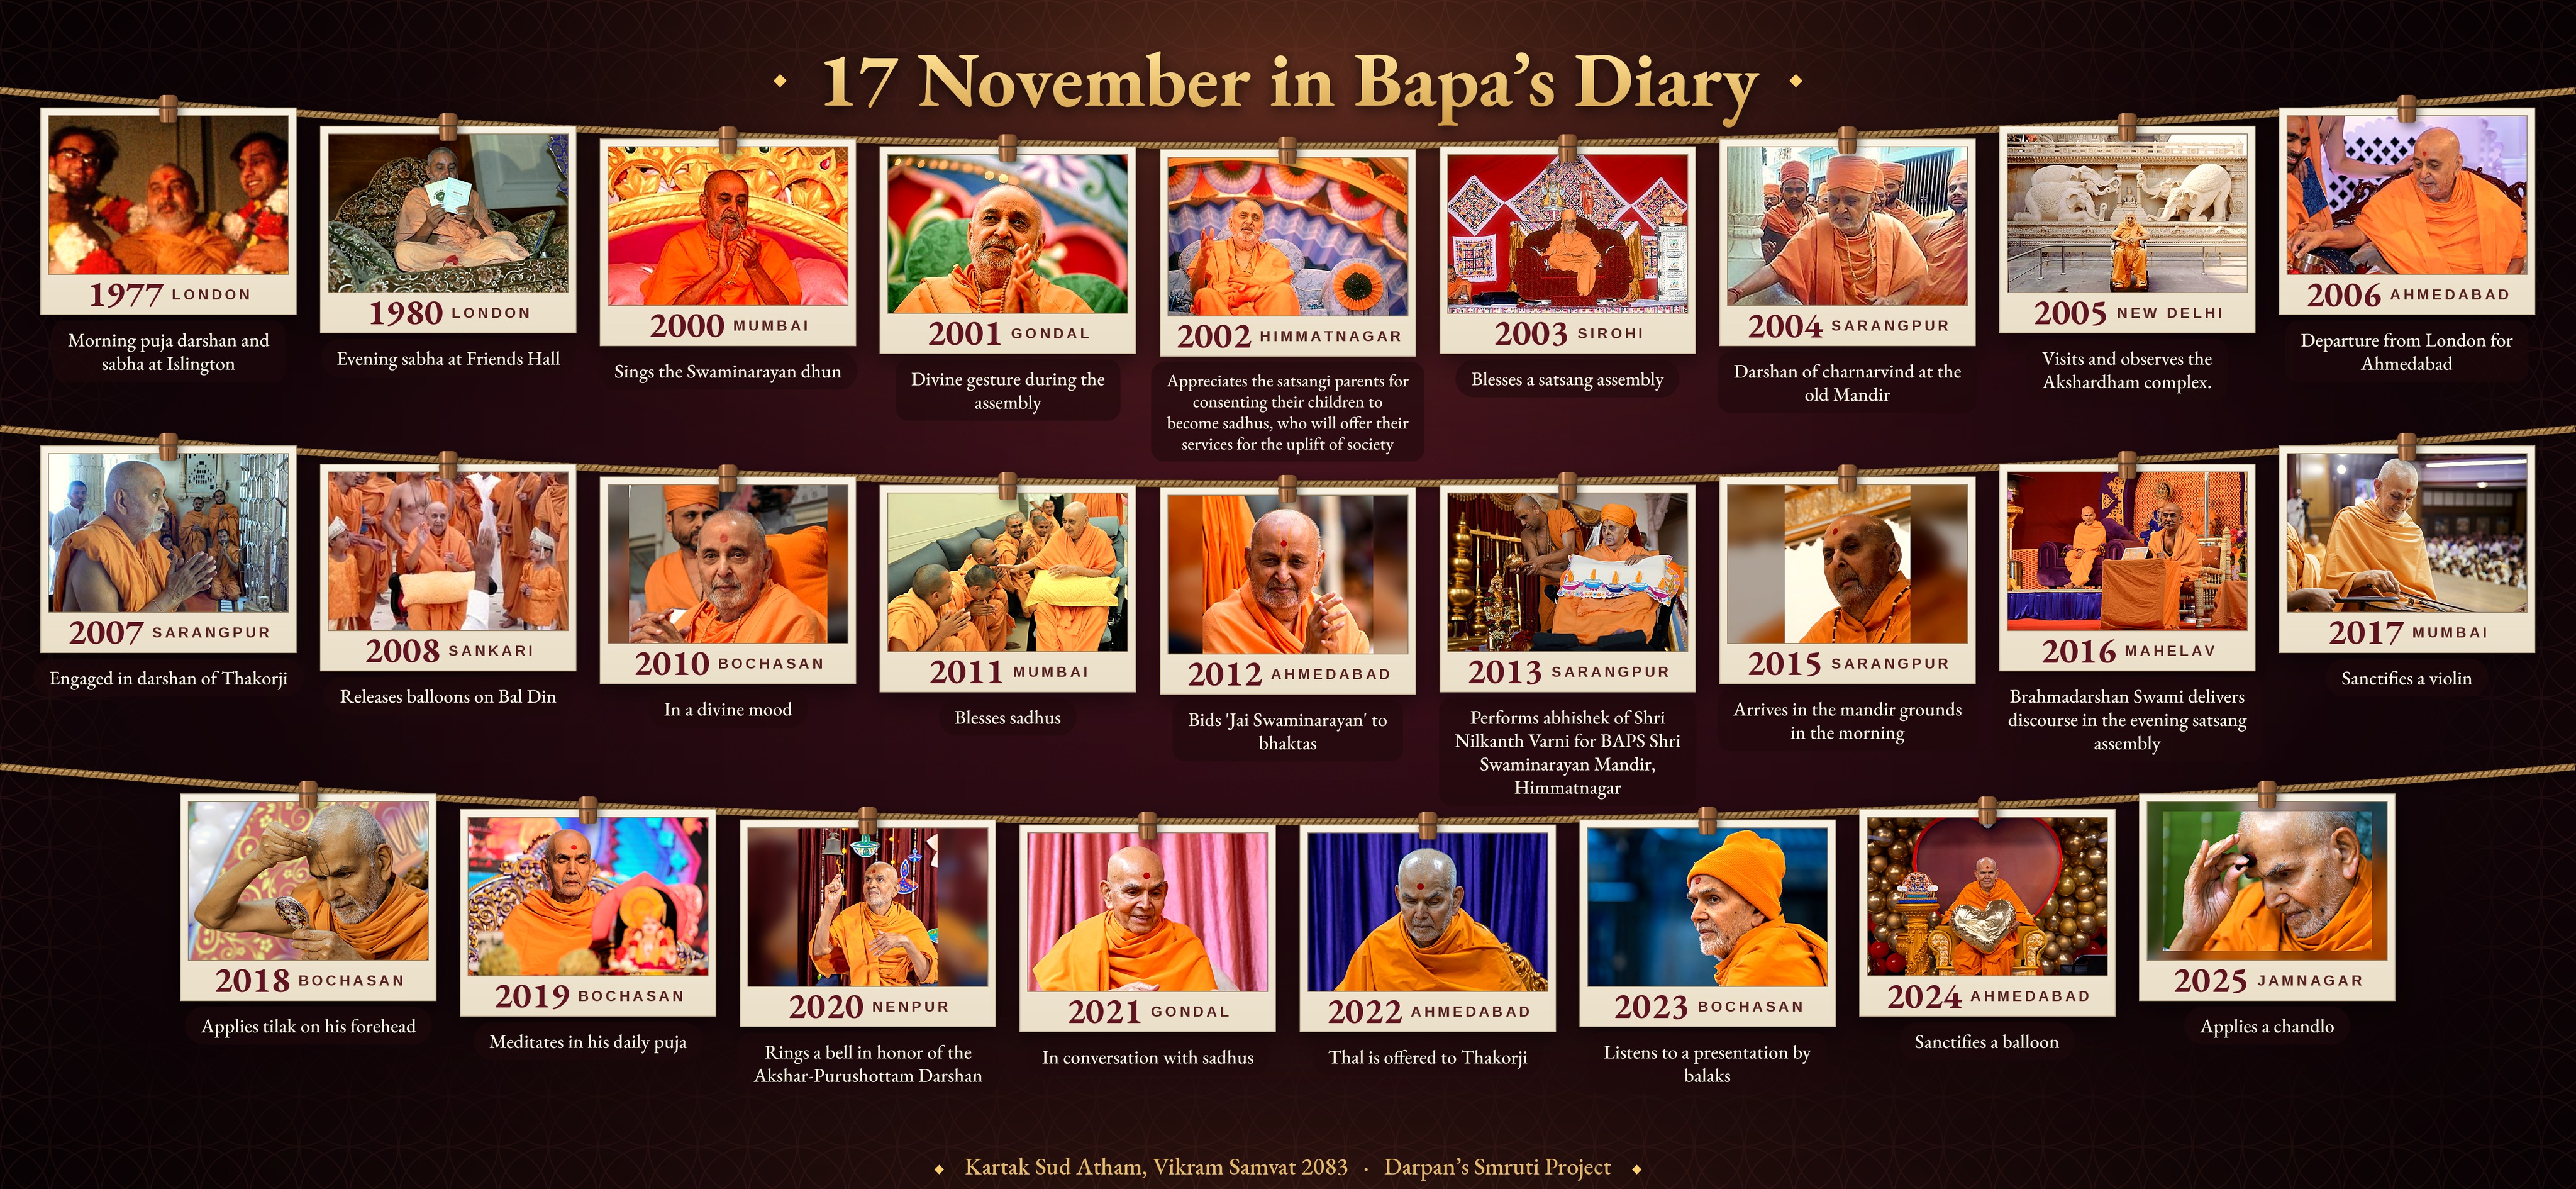 17 November in Bapa's Diary
1977 LONDON
Morning puja darshan and
sabha at Islington
1980 LONDON
Evening sabha at Friends Hall
2000 MUMBAI
Sings the Swaminarayan dhun
2001 GONDAL
Divine gesture during the
assembly
2002 HIMMATNAGAR
Appreciates the satsangi parents for
consenting their children to
become sadhus, who will offer their
services for the uplift of society
2003 SIROHI
Blesses a satsang assembly
2004 SARANGPUR
Darshan of charnarvind at the
old Mandir
2005 NEW DELHI
Visits and observes the
Akshardham complex.
2006 AHMEDABAD
Departure from London for
Ahmedabad
2007 SARANGPUR
Engaged in darshan of Thakorji
2008 SANKARI
Releases balloons on Bal Din
2010 BOCHASAN
In a divine mood
2011 MUMBAI
Blesses sadhus
2012 AHMEDABAD
Bids 'Jai Swaminarayan' to
bhaktas
2013 SARANGPUR
Performs abhishek of Shri
Nilkanth Varni for BAPS Shri
Swaminarayan Mandir,
Himmatnagar
2015 SARANGPUR
Arrives in the mandir grounds
in the morning
2016 MAHELAV
Brahmadarshan Swami delivers
discourse in the evening satsang
assembly
2017 MUMBAI
Sanctifies a violin
2018 BOCHASAN
Applies tilak on his forehead
2019 BOCHASAN
Meditates in his daily puja
2020 NENPUR
Rings a bell in honor of the
Akshar-Purushottam Darshan
2021 GONDAL
In conversation with sadhus
2022 AHMEDABAD
Thal is offered to Thakorji
2023 BOCHASAN
Listens to a presentation by
balaks
2024 AHMEDABAD
Sanctifies a balloon
2025 JAMNAGAR
Applies a chandlo
Kartak Sud Atham, Vikram Samvat 2083 · Darpan's Smruti Project